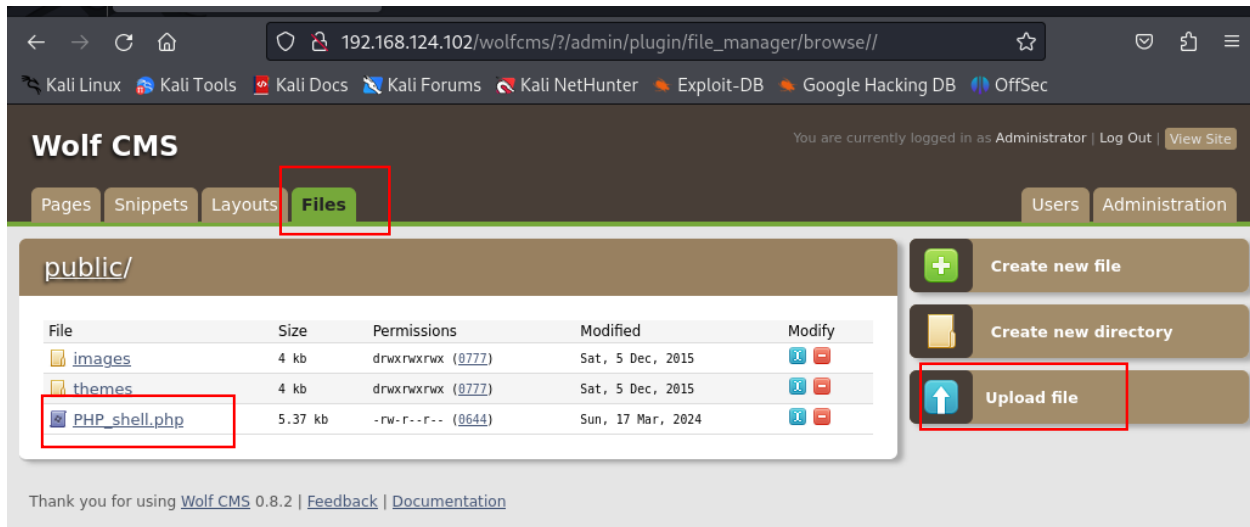 192.168.124.102/wolfcms/?/admin/plugin/file_manager/browse//
Kali Linux Kali Tools Kali Docs Kali Forums Kali NetHunter Exploit-DB Google Hacking DB OffSec
Wolf CMS
You are currently logged in as Administrator | Log Out | View Site
Pages Snippets Layouts Files Users Administration
public/
File Size Permissions Modified Modify
images 4 kb drwxrwxrwx (0777) Sat, 5 Dec, 2015
themes 4 kb drwxrwxrwx (0777) Sat, 5 Dec, 2015
PHP_shell.php 5.37 kb -rw-r--r-- (0644) Sun, 17 Mar, 2024
Create new file
Create new directory
Upload file
Thank you for using Wolf CMS 0.8.2 | Feedback | Documentation